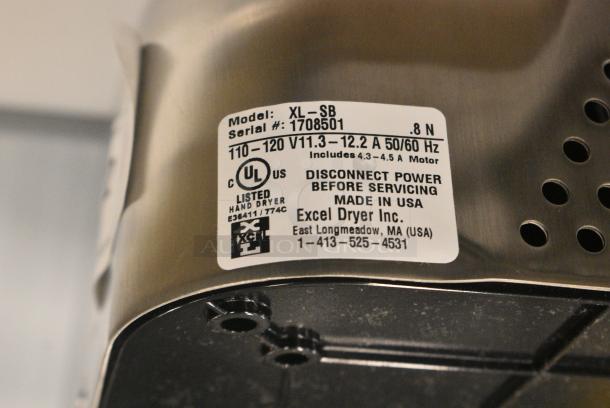 Model: XL-SB
Serial #: 1708501 .8 N
110-120 V11.3-12.2 A 50/60 Hz
Includes 4.3-4.5 A Motor
C UL US
LISTED
HAND DRYER
E36411/774C
DISCONNECT POWER
BEFORE SERVICING
MADE IN USA
Excel Dryer Inc.
East Longmeadow, MA (USA)
1-413-525-4531
AUCTION GROUP